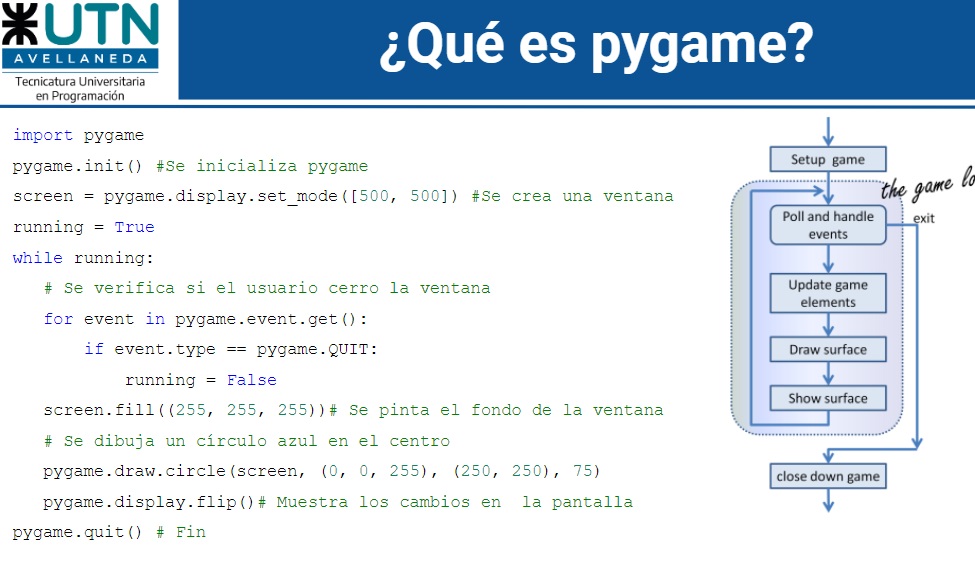 UTN
AVELLANEDA
Tecnicatura Universitaria
en Programación
¿Qué es pygame?
import pygame
pygame.init() #Se inicializa pygame
screen = pygame.display.set_mode([500, 500]) #Se crea una ventana
running = True
while running:
# Se verifica si el usuario cerro la ventana
for event in pygame.event.get():
if event.type == pygame.QUIT:
running = False
screen.fill((255, 255, 255))# Se pinta el fondo de la ventana
# Se dibuja un círculo azul en el centro
pygame.draw.circle(screen, (0, 0, 255), (250, 250), 75)
pygame.display.flip()# Muestra los cambios en  la pantalla
pygame.quit() # Fin
Setup game
the game lo
Poll and handle
events
exit
Update game
elements
Draw surface
Show surface
close down game